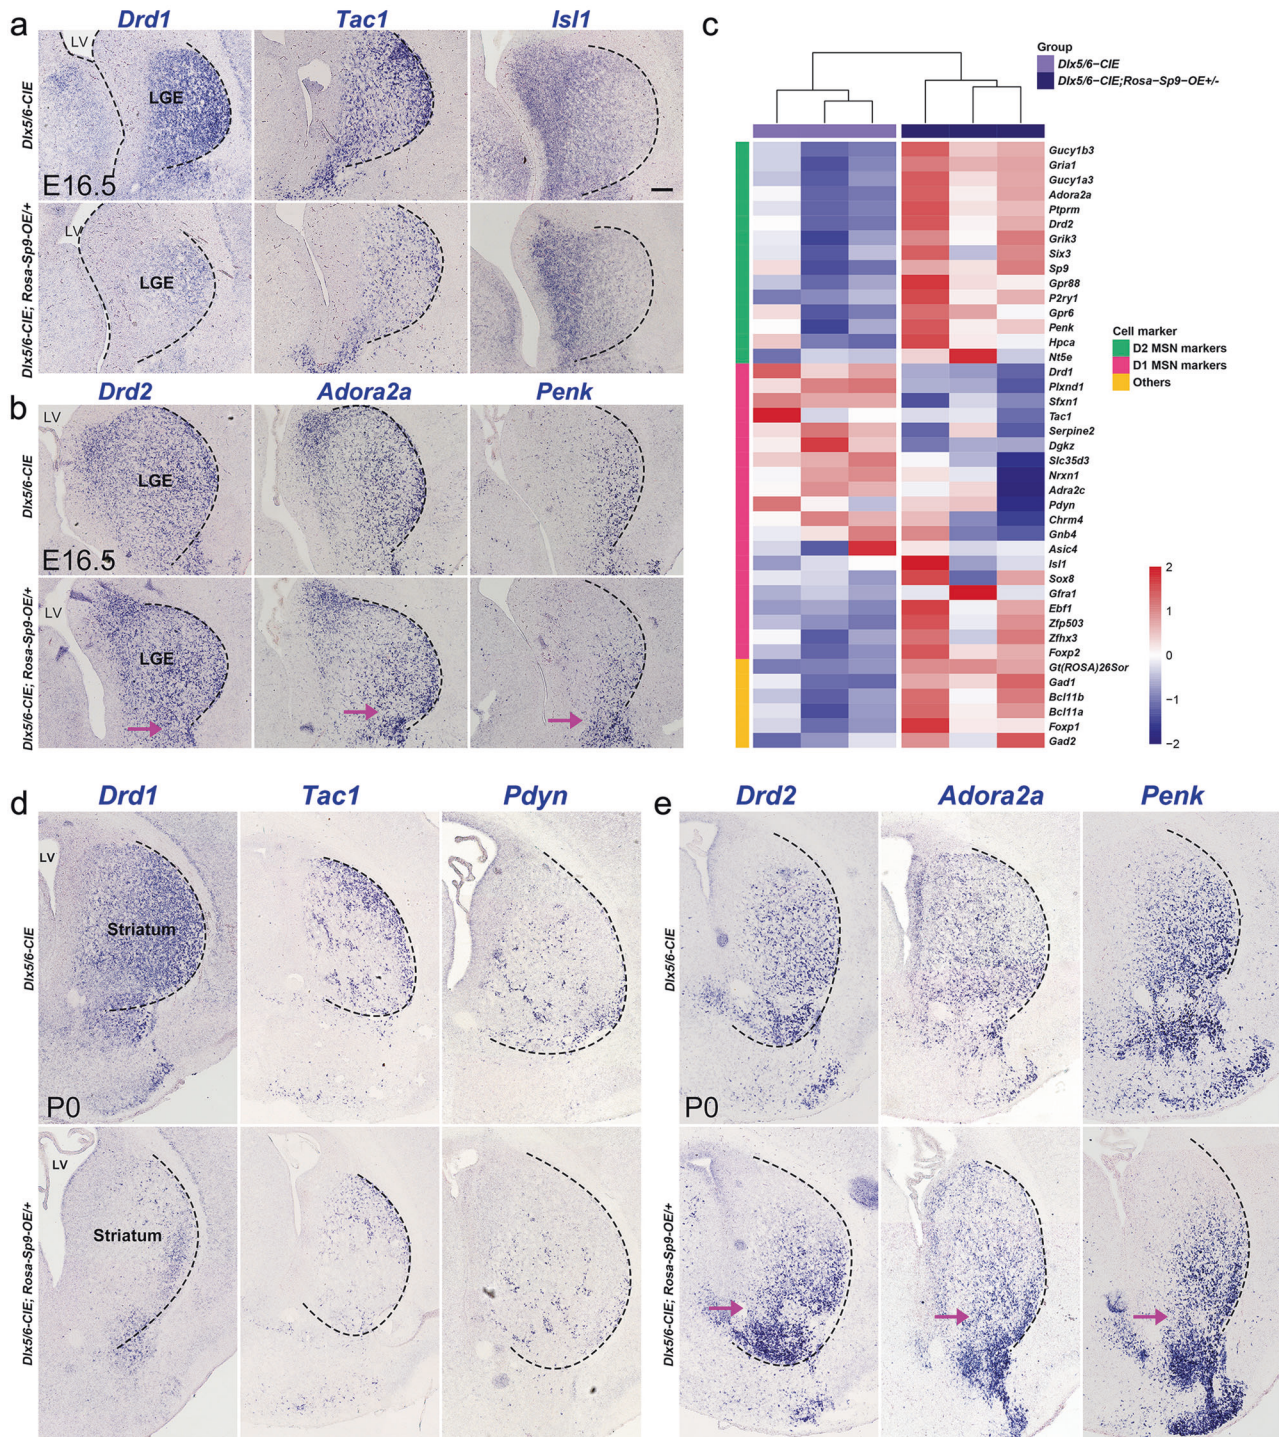 a
Drd1
Tac1
Isl1
Dlx5/6-CIE
LV
LGE
E16.5
Dlx5/6-CIE; Rosa-Sp9-OE/+
LV
LGE
b
Drd2
Adora2a
Penk
Dlx5/6-CIE
LV
LGE
E16.5
Dlx5/6-CIE; Rosa-Sp9-OE/+
LV
LGE
c
Group
Dlx5/6−CIE
Dlx5/6−CIE;Rosa−Sp9−OE+/-
Gucy1b3
Gria1
Gucy1a3
Adora2a
Ptprm
Drd2
Grik3
Six3
Sp9
Gpr88
P2ry1
Gpr6
Penk
Hpca
Nt5e
Drd1
Plxnd1
Sfxn1
Tac1
Serpine2
Dgkz
Slc35d3
Nrxn1
Adra2c
Pdyn
Chrm4
Gnb4
Asic4
Isl1
Sox8
Gfra1
Ebf1
Zfp503
Zfhx3
Foxp2
Gt(ROSA)26Sor
Gad1
Bcl11b
Bcl11a
Foxp1
Gad2
Cell marker
D2 MSN markers
D1 MSN markers
Others
2
1
0
−1
−2
d
Drd1
Tac1
Pdyn
Dlx5/6-CIE
LV
Striatum
P0
Dlx5/6-CIE; Rosa-Sp9-OE/+
LV
Striatum
e
Drd2
Adora2a
Penk
Dlx5/6-CIE
P0
Dlx5/6-CIE; Rosa-Sp9-OE/+